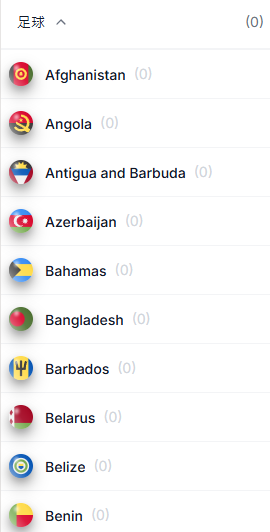 足球 (0)
Afghanistan (0)
Angola (0)
Antigua and Barbuda (0)
Azerbaijan (0)
Bahamas (0)
Bangladesh (0)
Barbados (0)
Belarus (0)
Belize (0)
Benin (0)